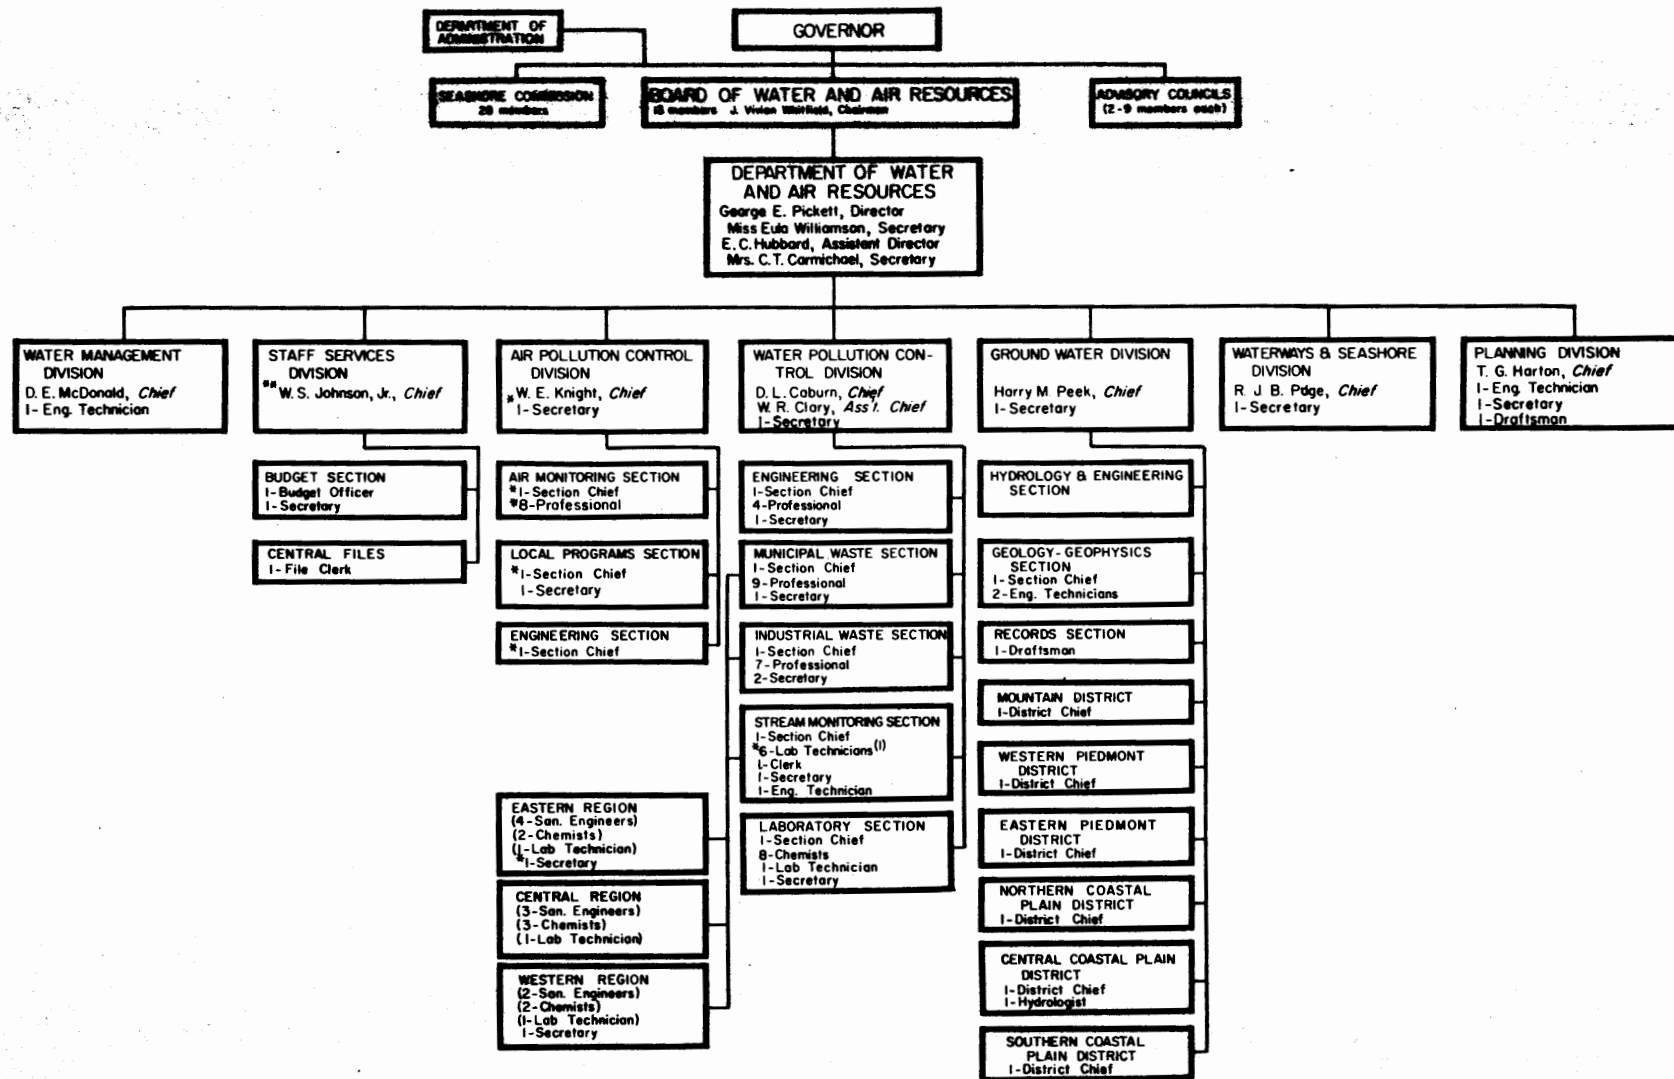 DEPARTMENT OF
ADMINISTRATION
GOVERNOR
SEASHORE COMMISSION
28 members
BOARD OF WATER AND AIR RESOURCES
18 members J. Vivian Whitfield, Chairman
ADVISORY COUNCILS
(2-9 members each)
DEPARTMENT OF WATER
AND AIR RESOURCES
George E. Pickett, Director
Miss Eula Williamson, Secretary
E.C. Hubbard, Assistant Director
Mrs. C.T. Carmichael, Secretary
WATER MANAGEMENT
DIVISION
D. E. McDonald, Chief
1-Eng. Technician
STAFF SERVICES
DIVISION
**W. S. Johnson, Jr., Chief
AIR POLLUTION CONTROL
DIVISION
*W. E. Knight, Chief
1-Secretary
WATER POLLUTION CON-
TROL DIVISION
D. L. Coburn, Chief
W. R. Clary, Ass't. Chief
1-Secretary
GROUND WATER DIVISION
Harry M. Peek, Chief
1-Secretary
WATERWAYS & SEASHORE
DIVISION
R. J. B. Page, Chief
1-Secretary
PLANNING DIVISION
T. G. Harton, Chief
1-Eng. Technician
1-Secretary
1-Draftsman
BUDGET SECTION
1-Budget Officer
1-Secretary
CENTRAL FILES
1-File Clerk
AIR MONITORING SECTION
*1-Section Chief
*8-Professional
LOCAL PROGRAMS SECTION
*1-Section Chief
1-Secretary
ENGINEERING SECTION
*1-Section Chief
ENGINEERING SECTION
1-Section Chief
4-Professional
1-Secretary
MUNICIPAL WASTE SECTION
1-Section Chief
9-Professional
1-Secretary
INDUSTRIAL WASTE SECTION
1-Section Chief
7-Professional
2-Secretary
STREAM MONITORING SECTION
1-Section Chief
*6-Lab Technicians(1)
1-Clerk
1-Secretary
1-Eng. Technician
LABORATORY SECTION
1-Section Chief
8-Chemists
1-Lab Technician
1-Secretary
EASTERN REGION
(4-San. Engineers)
(2-Chemists)
(1-Lab Technician)
*1-Secretary
CENTRAL REGION
(3-San. Engineers)
(3-Chemists)
(1-Lab Technician)
WESTERN REGION
(2-San. Engineers)
(2-Chemists)
(1-Lab Technician)
1-Secretary
HYDROLOGY & ENGINEERING
SECTION
GEOLOGY-GEOPHYSICS
SECTION
1-Section Chief
2-Eng. Technicians
RECORDS SECTION
1-Draftsman
MOUNTAIN DISTRICT
1-District Chief
WESTERN PIEDMONT
DISTRICT
1-District Chief
EASTERN PIEDMONT
DISTRICT
1-District Chief
NORTHERN COASTAL
PLAIN DISTRICT
1-District Chief
CENTRAL COASTAL PLAIN
DISTRICT
1-District Chief
1-Hydrologist
SOUTHERN COASTAL
PLAIN DISTRICT
1-District Chief